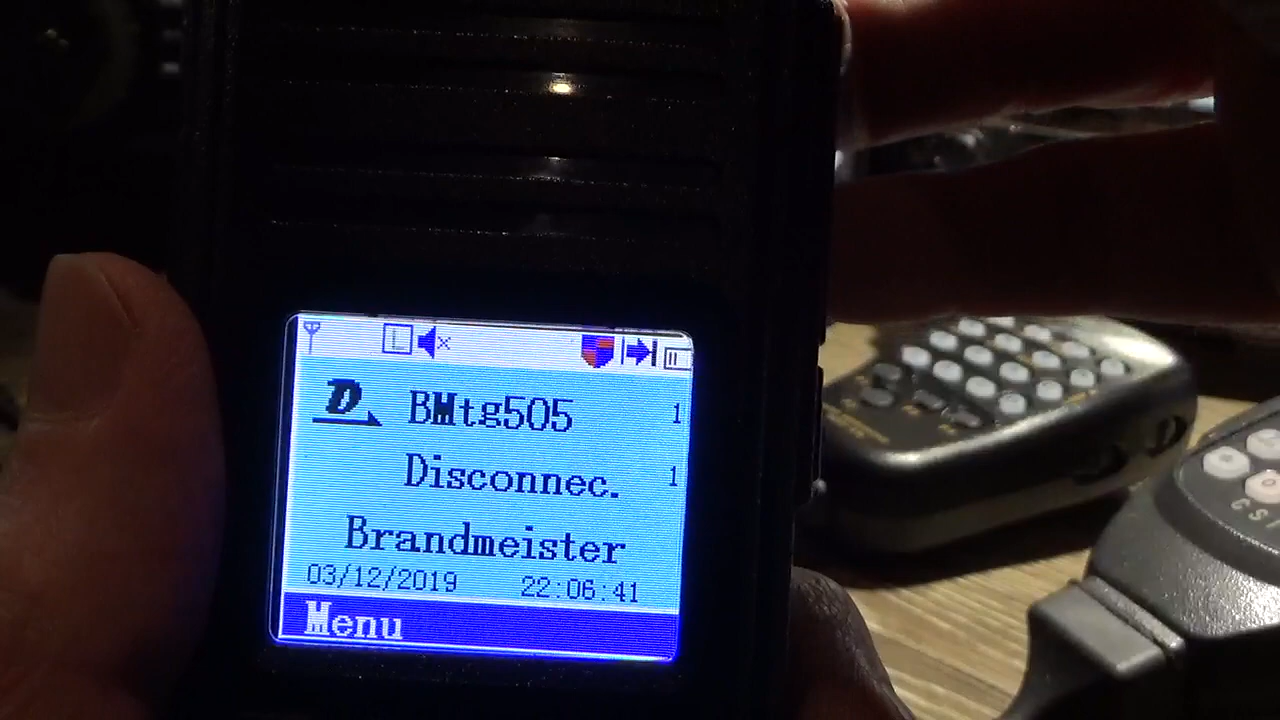 L
D BMtg505 1
Disconnec. 1
Brandmeister
03/12/2019 22:06:41
Menu